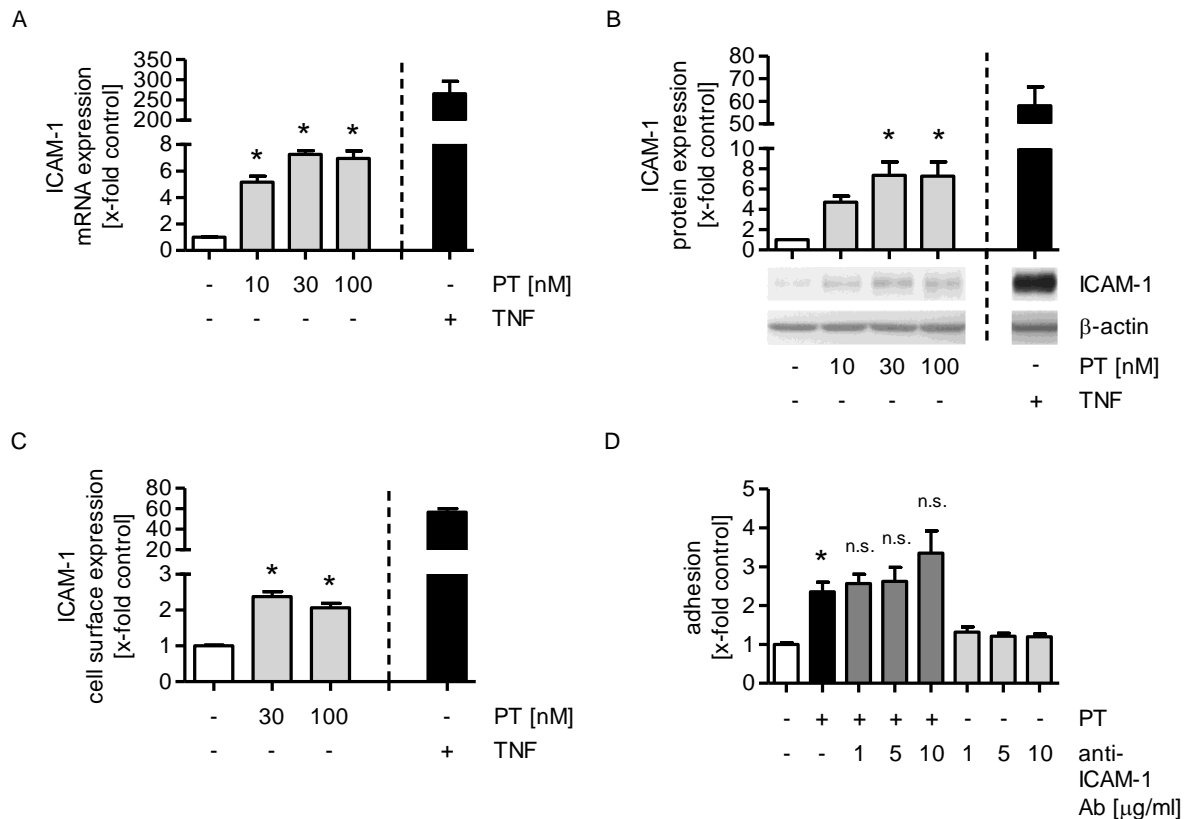 A
ICAM-1
mRNA expression
[x-fold control]
350
300
250
200
8
6
4
2
0
* * *
- 10 30 100 - PT [nM]
- - - - + TNF
B
ICAM-1
protein expression
[x-fold control]
80
70
60
50
10
8
6
4
2
0
* *
ICAM-1
β-actin
- 10 30 100 - PT [nM]
- - - - + TNF
C
ICAM-1
cell surface expression
[x-fold control]
80
60
40
20
3
2
1
0
* *
- 30 100 - PT [nM]
- - - + TNF
D
adhesion
[x-fold control]
5
4
3
2
1
0
* n.s. n.s. n.s.
- + + + + - - - PT
- - 1 5 10 1 5 10 anti-
ICAM-1
Ab [μg/ml]